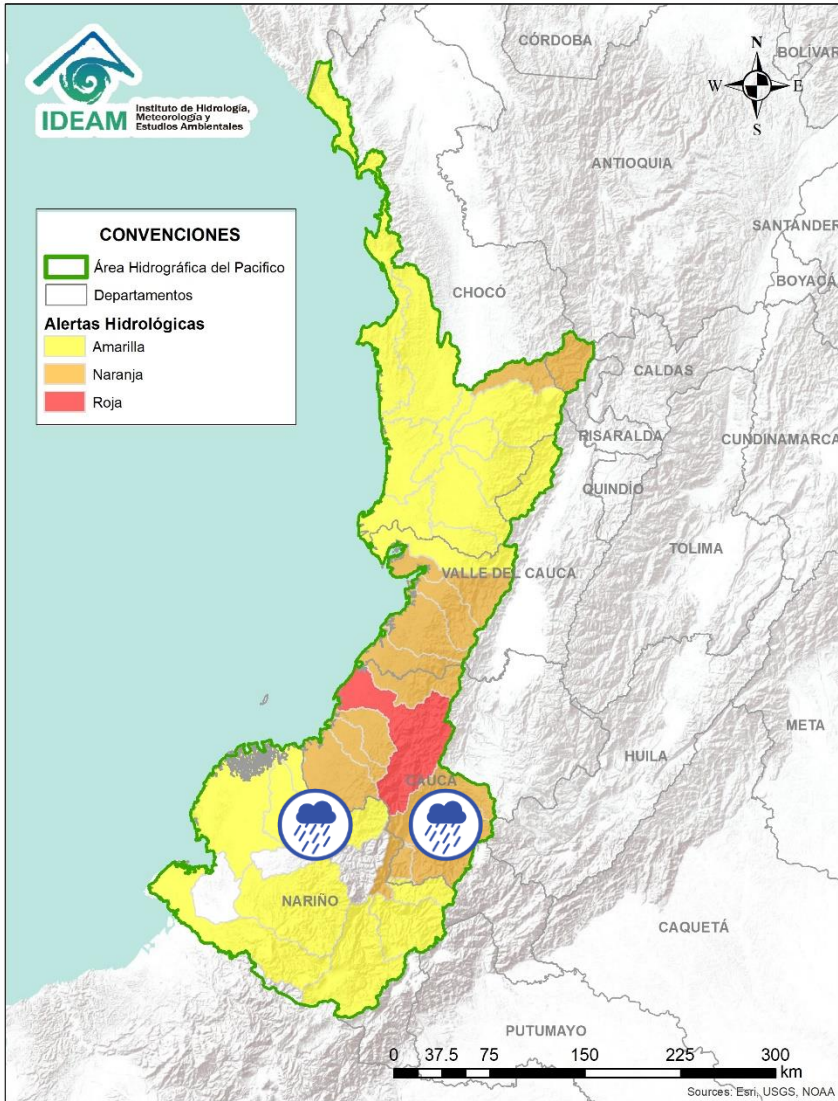 IDEAM
Instituto de Hidrología,
Meteorología y
Estudios Ambientales
CÓRDOBA
BOLÍVAR
N
W
E
S
ANTIOQUIA
SANTANDER
BOYACÁ
CONVENCIONES
Área Hidrográfica del Pacifico
Departamentos
Alertas Hidrológicas
Amarilla
Naranja
Roja
CHOCÓ
CALDAS
RISARALDA
CUNDINAMARCA
QUINDÍO
TOLIMA
VALLE DEL CAUCA
META
HUILA
CAUCA
NARIÑO
CAQUETÁ
PUTUMAYO
0 37.5 75 150 225 300
km
Sources: Esri, USGS, NOAA